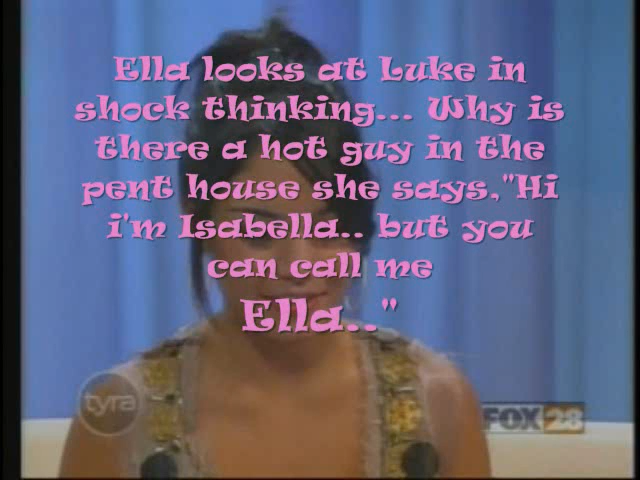 Ella looks at Luke in
shock thinking... Why is
there a hot guy in the
pent house she says,"Hi
i'm Isabella.. but you
can call me
Ella.."
tyra
FOX 28